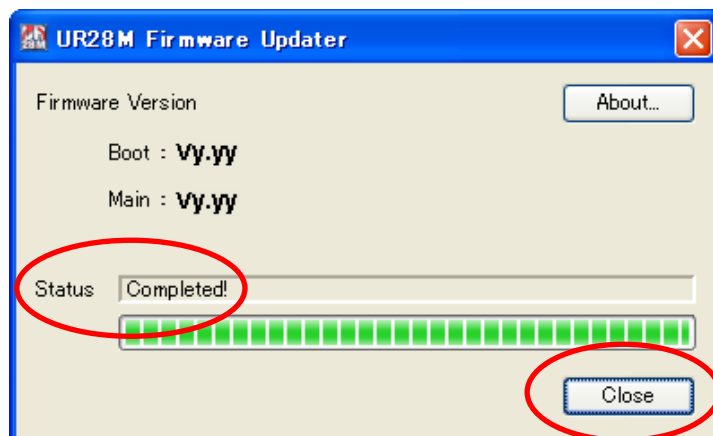 UR28M Firmware Updater
Firmware Version
About...
Boot : Vy.yy
Main : Vy.yy
Status Completed!
Close